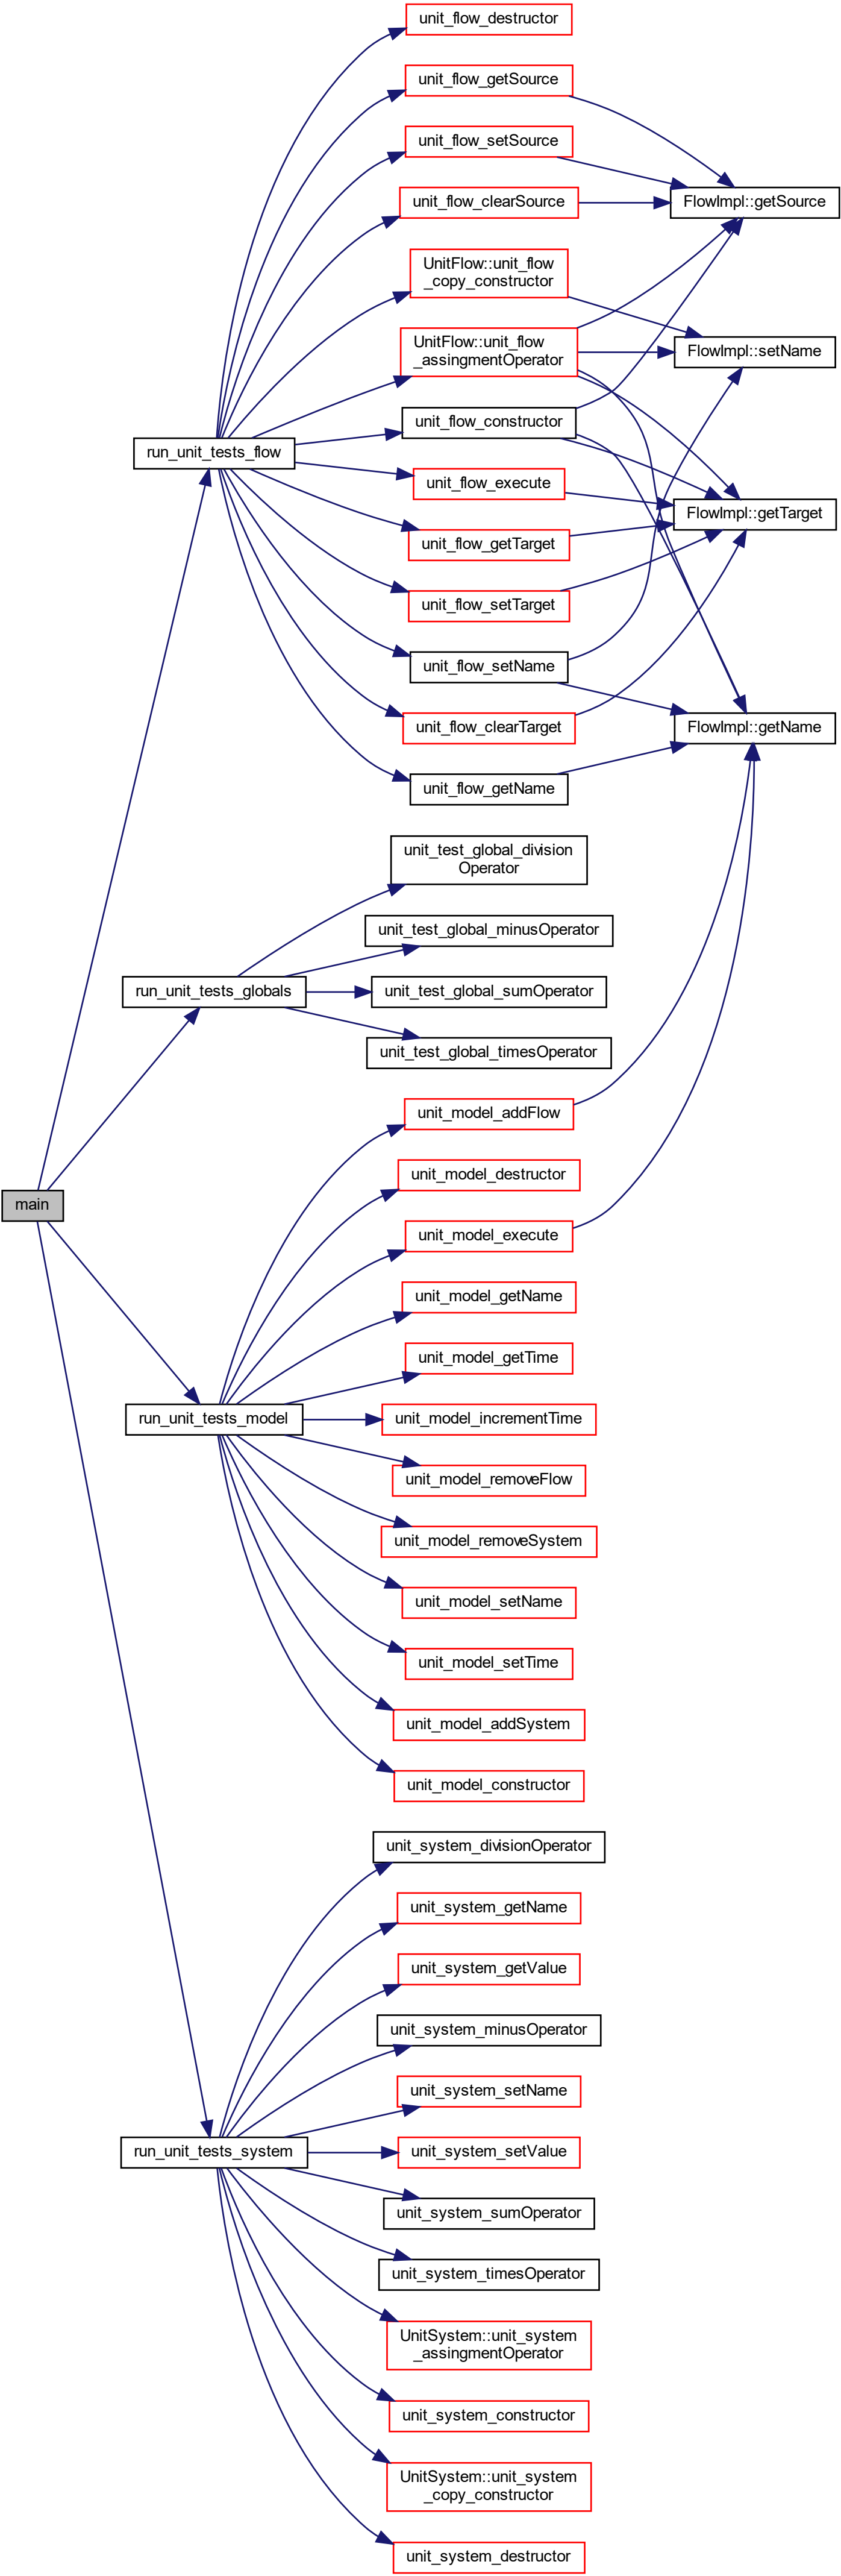 main
run_unit_tests_flow
run_unit_tests_globals
run_unit_tests_model
run_unit_tests_system
unit_flow_destructor
unit_flow_getSource
unit_flow_setSource
unit_flow_clearSource
UnitFlow::unit_flow
_copy_constructor
UnitFlow::unit_flow
_assingmentOperator
unit_flow_constructor
unit_flow_execute
unit_flow_getTarget
unit_flow_setTarget
unit_flow_setName
unit_flow_clearTarget
unit_flow_getName
unit_test_global_division
Operator
unit_test_global_minusOperator
unit_test_global_sumOperator
unit_test_global_timesOperator
unit_model_addFlow
unit_model_destructor
unit_model_execute
unit_model_getName
unit_model_getTime
unit_model_incrementTime
unit_model_removeFlow
unit_model_removeSystem
unit_model_setName
unit_model_setTime
unit_model_addSystem
unit_model_constructor
unit_system_divisionOperator
unit_system_getName
unit_system_getValue
unit_system_minusOperator
unit_system_setName
unit_system_setValue
unit_system_sumOperator
unit_system_timesOperator
UnitSystem::unit_system
_assingmentOperator
unit_system_constructor
UnitSystem::unit_system
_copy_constructor
unit_system_destructor
FlowImpl::getSource
FlowImpl::setName
FlowImpl::getTarget
FlowImpl::getName